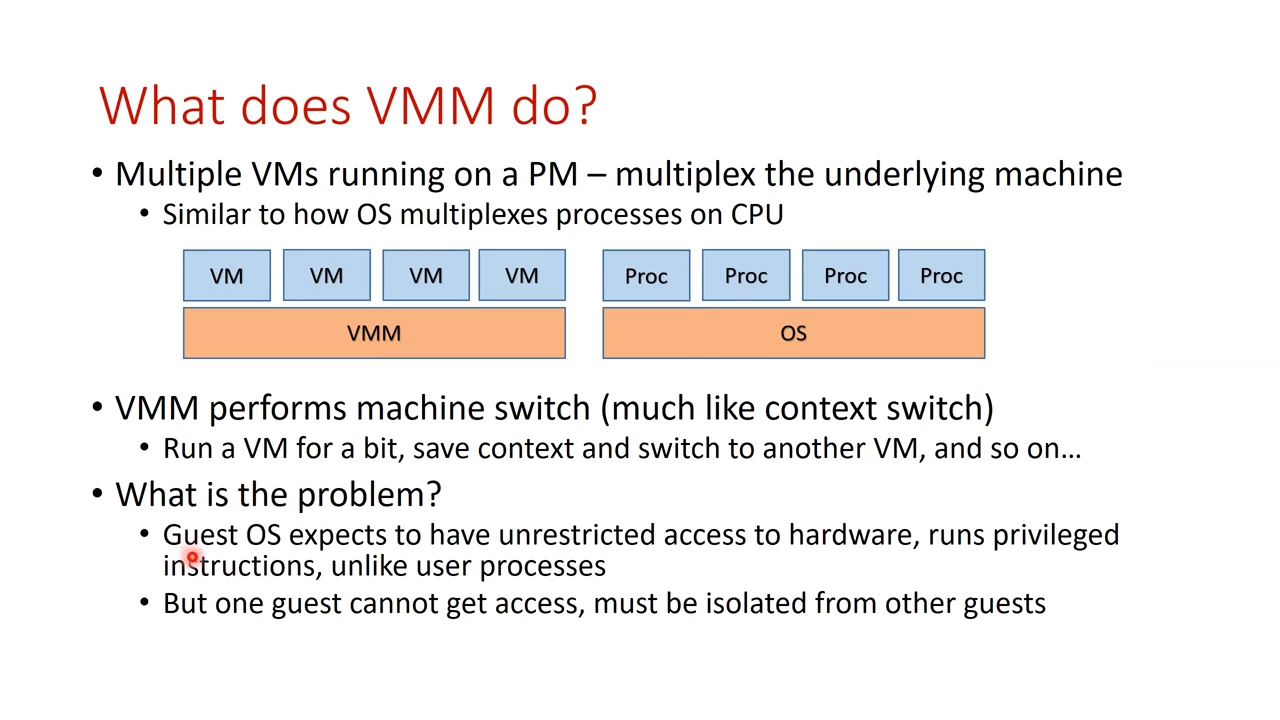 What does VMM do?
• Multiple VMs running on a PM – multiplex the underlying machine
• Similar to how OS multiplexes processes on CPU
VM VM VM VM Proc Proc Proc Proc
VMM OS
• VMM performs machine switch (much like context switch)
• Run a VM for a bit, save context and switch to another VM, and so on…
• What is the problem?
• Guest OS expects to have unrestricted access to hardware, runs privileged
instructions, unlike user processes
• But one guest cannot get access, must be isolated from other guests